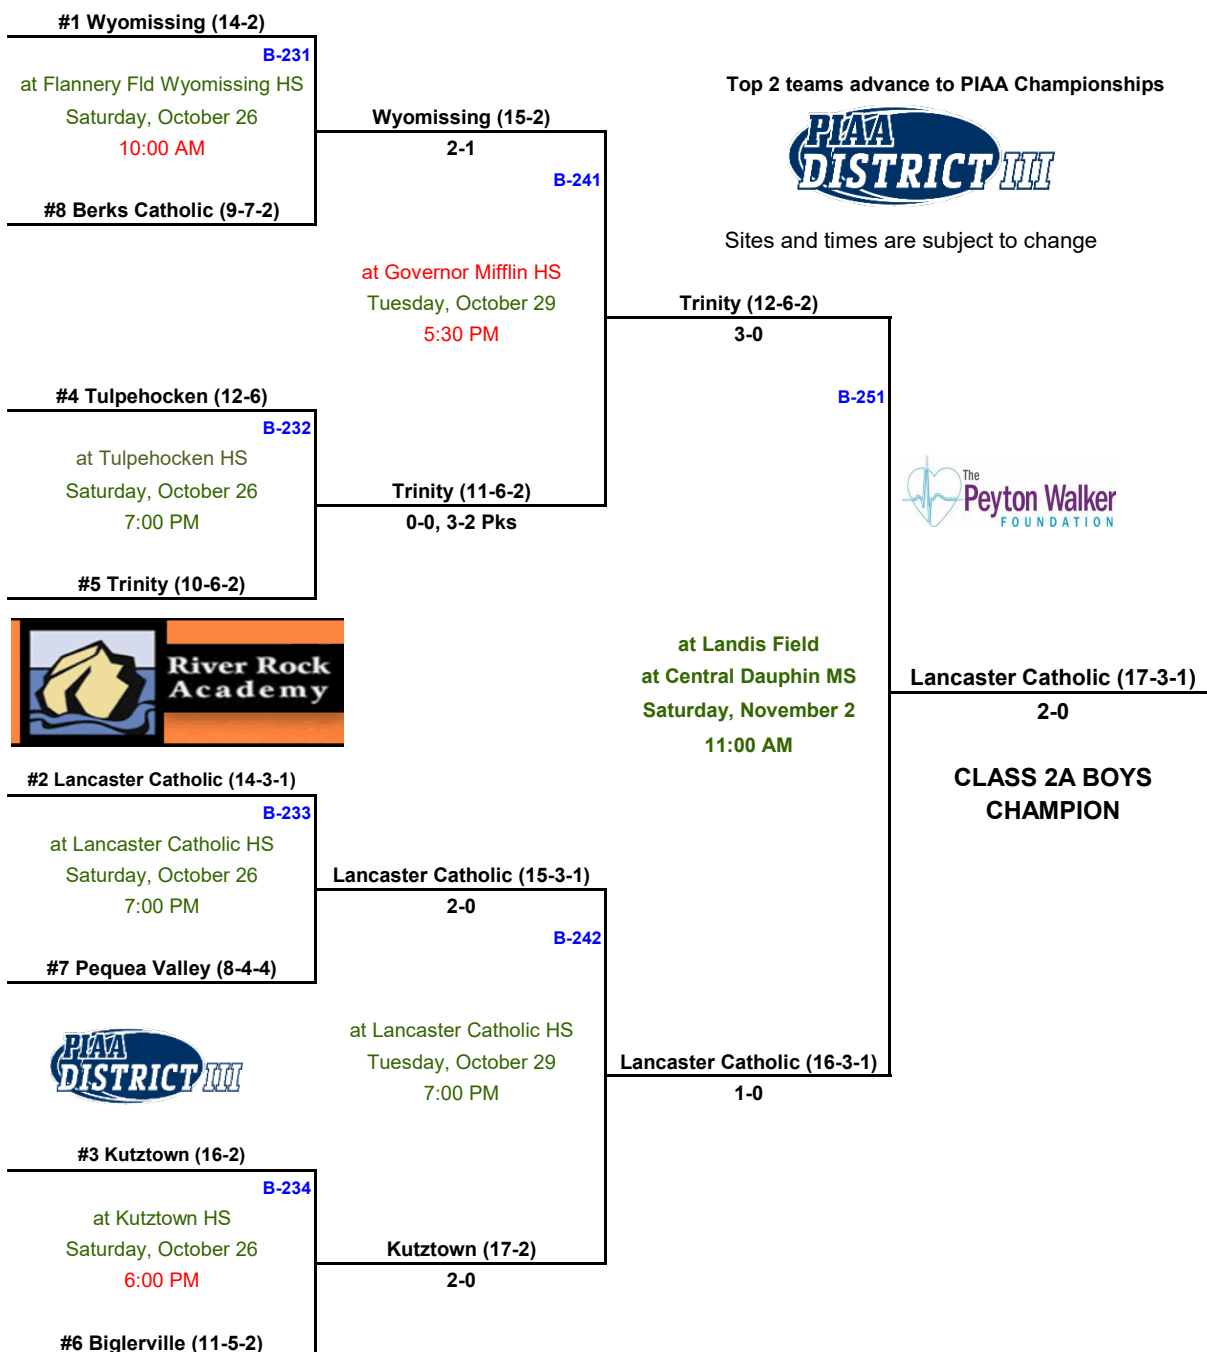 #1 Wyomissing (14-2)
B-231
at Flannery Fld Wyomissing HS
Saturday, October 26
10:00 AM
#8 Berks Catholic (9-7-2)
Wyomissing (15-2)
2-1
B-241
at Governor Mifflin HS
Tuesday, October 29
5:30 PM
Top 2 teams advance to PIAA Championships
PIAA
DISTRICT III
Sites and times are subject to change
Trinity (12-6-2)
3-0
B-251
#4 Tulpehocken (12-6)
B-232
at Tulpehocken HS
Saturday, October 26
7:00 PM
#5 Trinity (10-6-2)
Trinity (11-6-2)
0-0, 3-2 Pks
The
Peyton Walker
FOUNDATION
River Rock
Academy
at Landis Field
at Central Dauphin MS
Saturday, November 2
11:00 AM
Lancaster Catholic (17-3-1)
2-0
CLASS 2A BOYS
CHAMPION
#2 Lancaster Catholic (14-3-1)
B-233
at Lancaster Catholic HS
Saturday, October 26
7:00 PM
#7 Pequea Valley (8-4-4)
Lancaster Catholic (15-3-1)
2-0
B-242
at Lancaster Catholic HS
Tuesday, October 29
7:00 PM
Lancaster Catholic (16-3-1)
1-0
PIAA
DISTRICT III
#3 Kutztown (16-2)
B-234
at Kutztown HS
Saturday, October 26
6:00 PM
#6 Biglerville (11-5-2)
Kutztown (17-2)
2-0